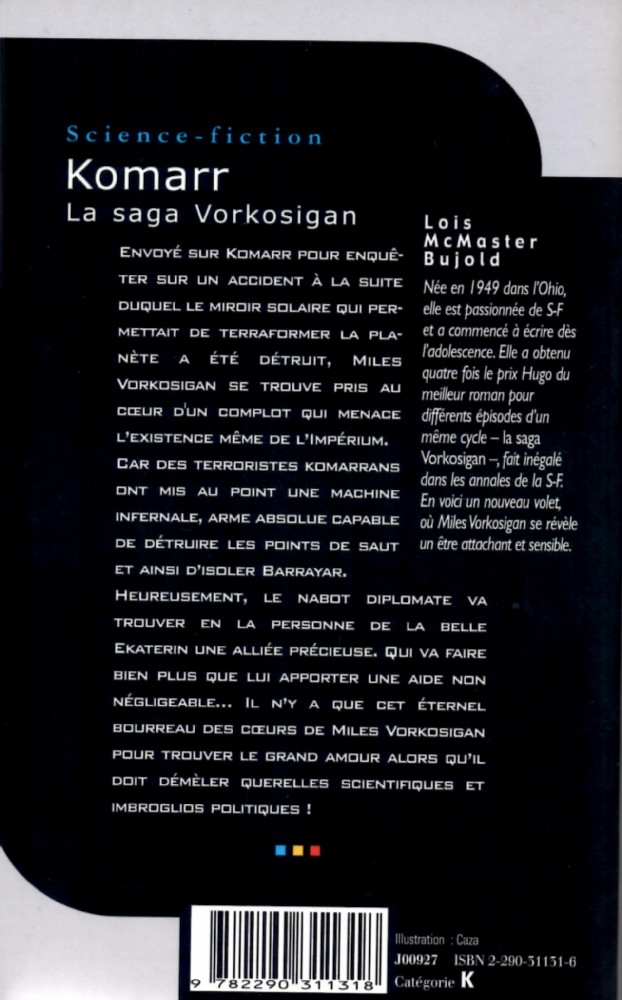 Science-fiction
Komarr
La saga Vorkosigan
ENVOYÉ SUR KOMARR POUR ENQUÊ-
TER SUR UN ACCIDENT À LA SUITE
DUQUEL LE MIROIR SOLAIRE QUI PER-
METTAIT DE TERRAFORMER LA PLA-
NÈTE A ÉTÉ DÉTRUIT, MILES
VORKOSIGAN SE TROUVE PRIS AU
CŒUR D'UN COMPLOT QUI MENACE
L'EXISTENCE MÊME DE L'IMPÉRIUM.
CAR DES TERRORISTES KOMARRANS
ONT MIS AU POINT UNE MACHINE
INFERNALE, ARME ABSOLUE CAPABLE
DE DÉTRUIRE LES POINTS DE SAUT
ET AINSI D'ISOLER BARRAYAR.
HEUREUSEMENT, LE NABOT DIPLOMATE VA
TROUVER EN LA PERSONNE DE LA BELLE
EKATERIN UNE ALLIÉE PRÉCIEUSE. QUI VA FAIRE
BIEN PLUS QUE LUI APPORTER UNE AIDE NON
NÉGLIGEABLE... IL N'Y A QUE CET ÉTERNEL
BOURREAU DES CŒURS DE MILES VORKOSIGAN
POUR TROUVER LE GRAND AMOUR ALORS QU'IL
DOIT DÉMÊLER QUERELLES SCIENTIFIQUES ET
IMBROGLIOS POLITIQUES !
Lois
McMaster
Bujold
Née en 1949 dans l'Ohio,
elle est passionnée de S-F
et a commencé à écrire dès
l'adolescence. Elle a obtenu
quatre fois le prix Hugo du
meilleur roman pour
différents épisodes d'un
même cycle – la saga
Vorkosigan –, fait inégalé
dans les annales de la S-F.
En voici un nouveau volet,
où Miles Vorkosigan se révèle
un être attachant et sensible.
9 782290 311318
Illustration : Caza
J00927 ISBN 2-290-31131-6
Catégorie K